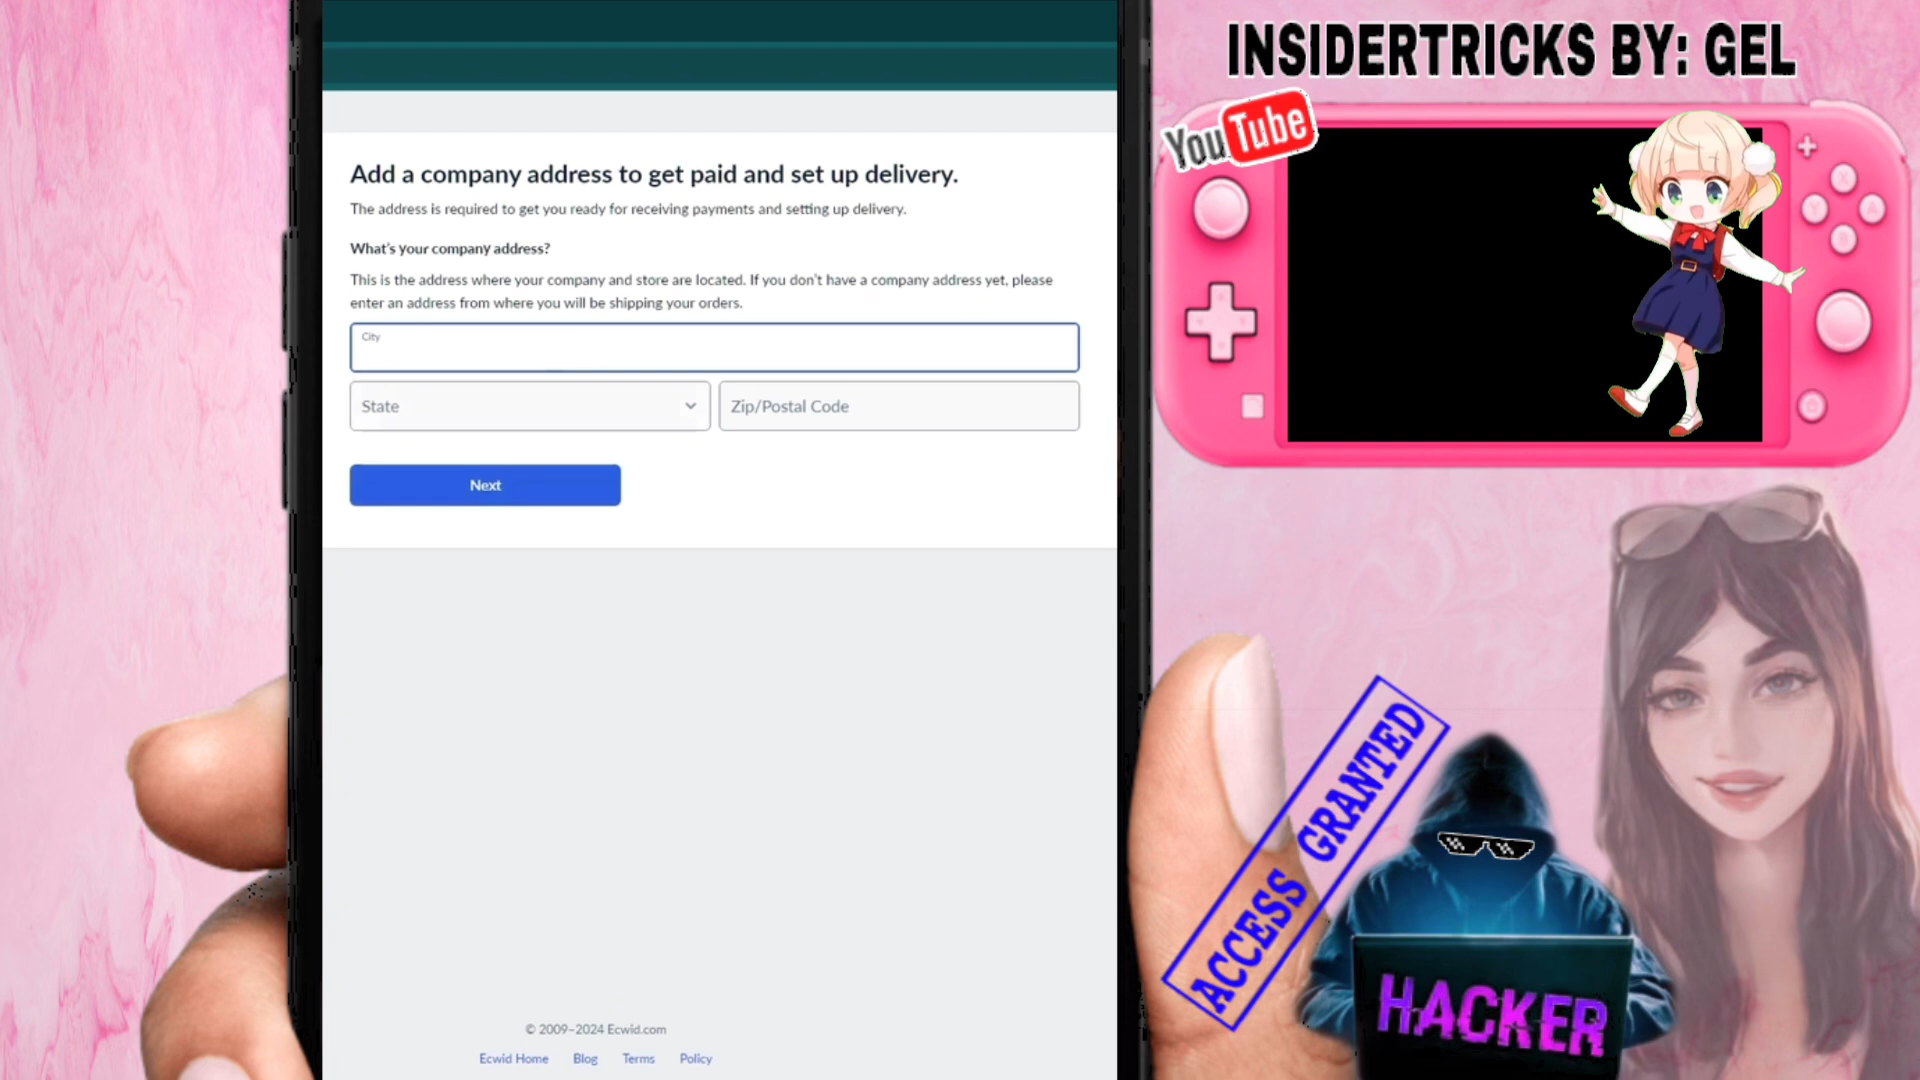 INSIDERTRICKS BY: GEL
YouTube
Add a company address to get paid and set up delivery.
The address is required to get you ready for receiving payments and setting up delivery.
What's your company address?
This is the address where your company and store are located. If you don't have a company address yet, please
enter an address from where you will be shipping your orders.
City
State
Zip/Postal Code
Next
ACCESS GRANTED
HACKER
© 2009–2024 Ecwid.com
Ecwid Home Blog Terms Policy
X
Y
A
B